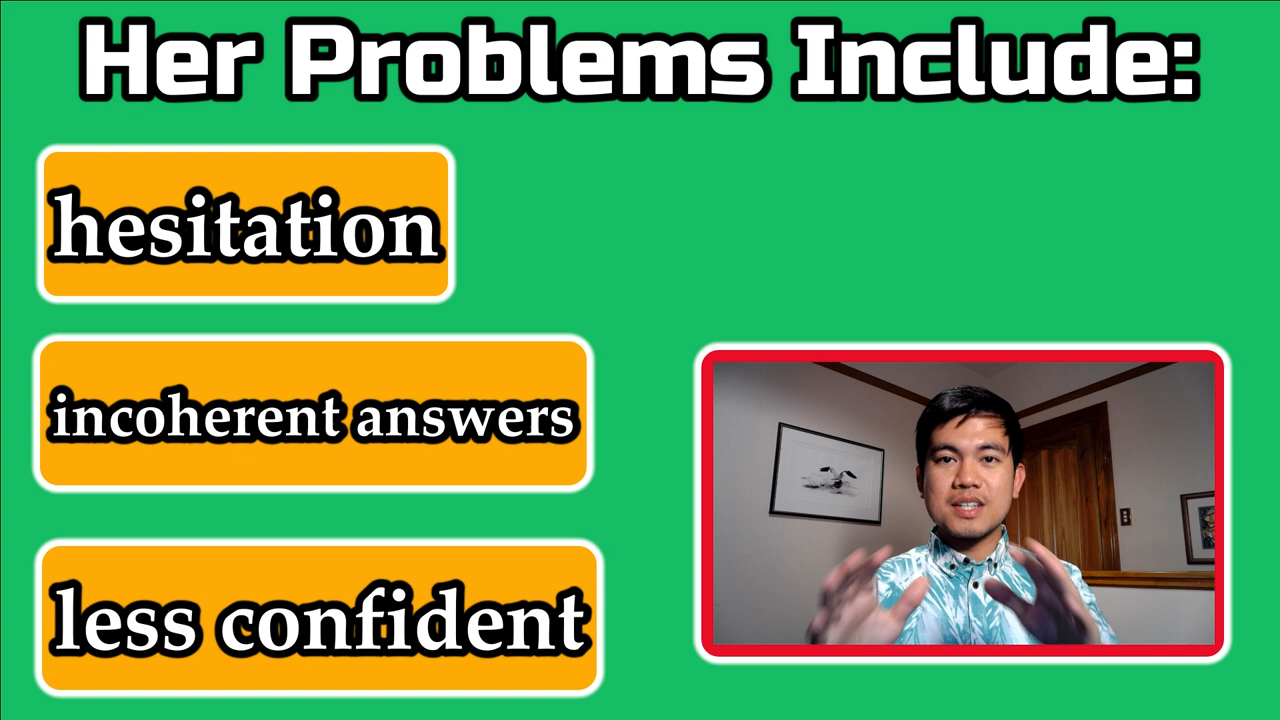 Her Problems Include:
hesitation
incoherent answers
less confident